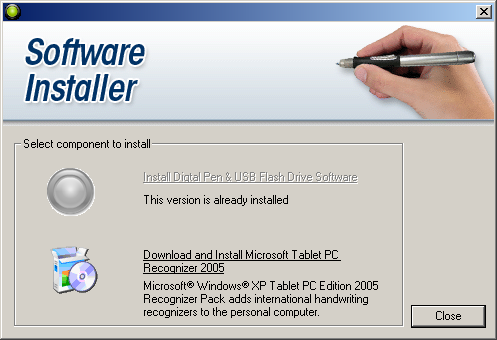 Software
Installer
Select component to install
Install Digtal Pen & USB Flash Drive Software
This version is already installed
Download and Install Microsoft Tablet PC
Recognizer 2005
Microsoft® Windows® XP Tablet PC Edition 2005
Recognizer Pack adds international handwriting
recognizers to the personal computer.
Close